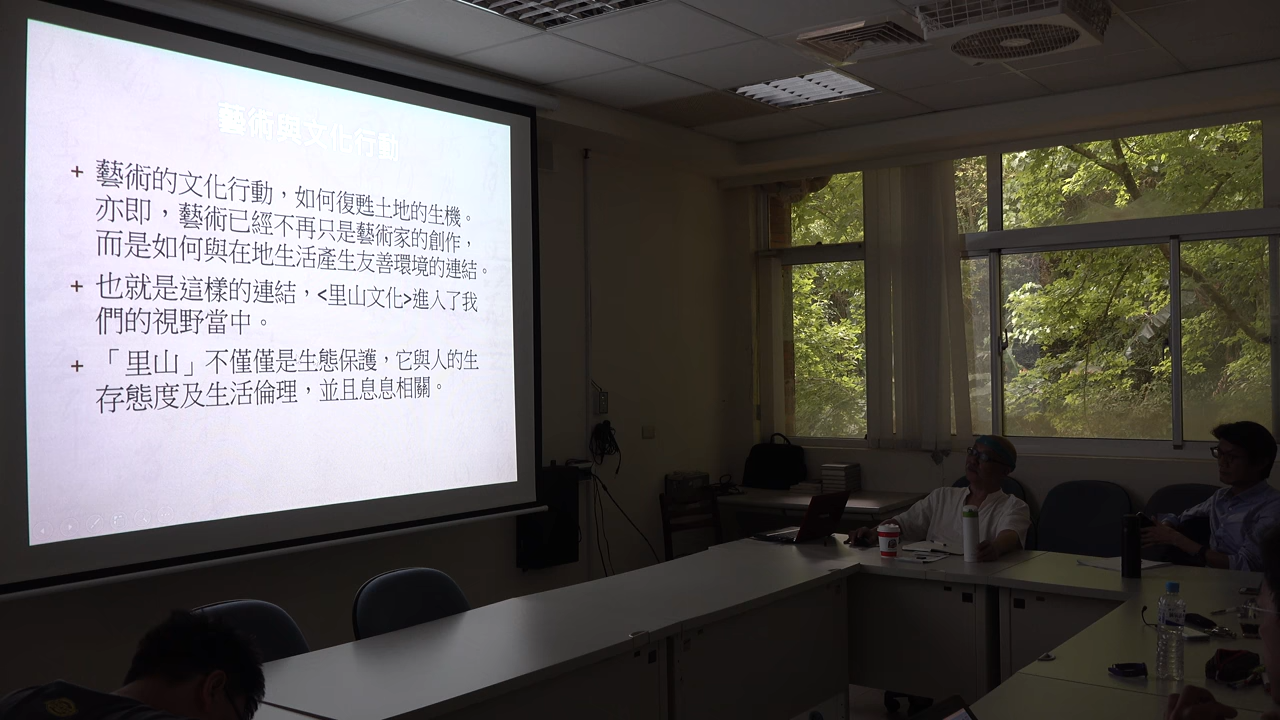 藝術與文化行動
+ 藝術的文化行動，如何復甦土地的生機。
亦即，藝術已經不再只是藝術家的創作，
而是如何與在地生活產生友善環境的連結。
+ 也就是這樣的連結，<里山文化>進入了我
們的視野當中。
+ 「里山」不僅僅是生態保護，它與人的生
存態度及生活倫理，並且息息相關。